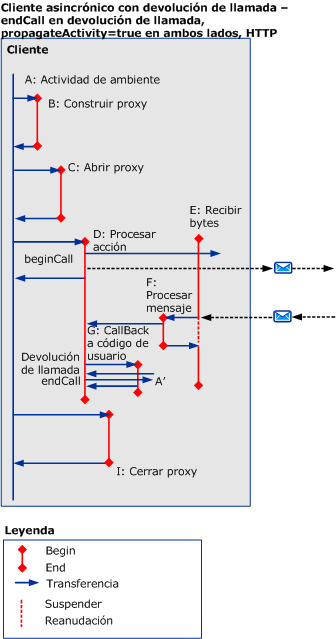 Cliente asincrónico con devolución de llamada –
endCall en devolución de llamada,
propagateActivity=true en ambos lados, HTTP
Cliente
A: Actividad de ambiente
B: Construir proxy
C: Abrir proxy
E: Recibir
bytes
D: Procesar
acción
beginCall
F:
Procesar
mensaje
G: CallBack
a código de
usuario
Devolución
de llamada
endCall
A’
I: Cerrar proxy
Leyenda
Begin
End
Transferencia
Suspender
Reanudación